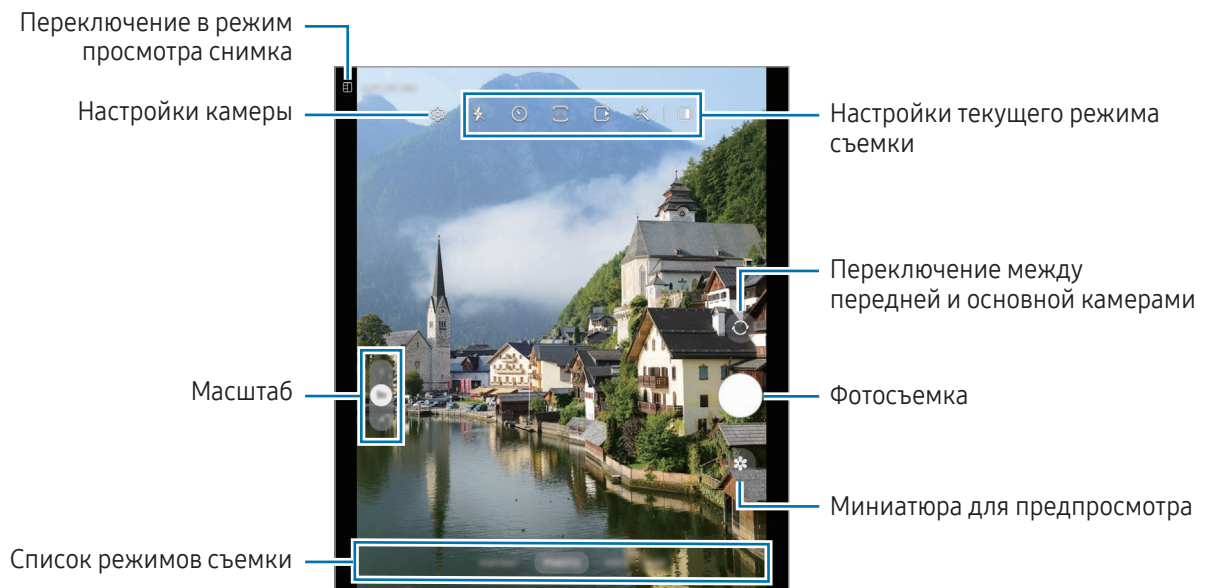 Переключение в режим
просмотра снимка
Настройки камеры
Настройки текущего режима
съемки
Переключение между
передней и основной камерами
Масштаб
Фотосъемка
Миниатюра для предпросмотра
Список режимов съемки